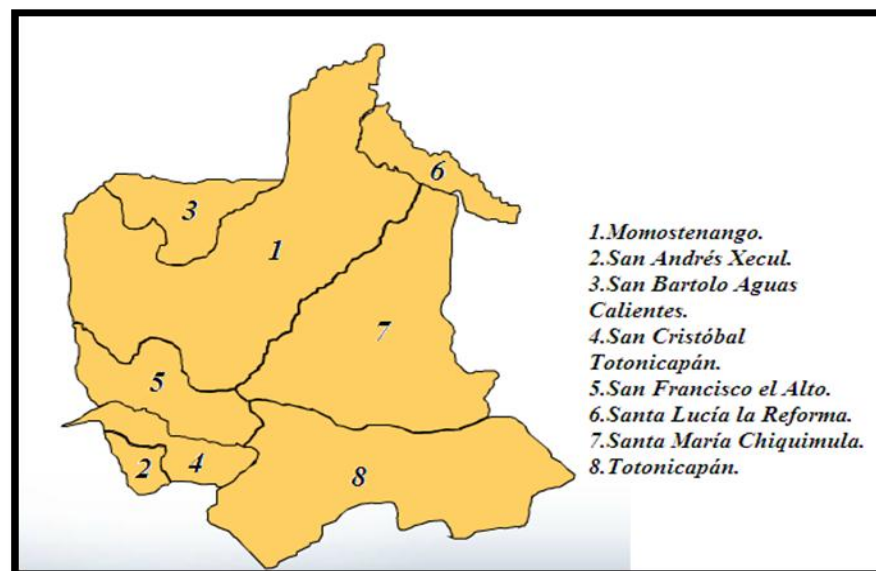 6
3
1
7
5
2
4
8
1.Momostenango.
2.San Andrés Xecul.
3.San Bartolo Aguas
Calientes.
4.San Cristóbal
Totonicapán.
5.San Francisco el Alto.
6.Santa Lucía la Reforma.
7.Santa María Chiquimula.
8.Totonicapán.